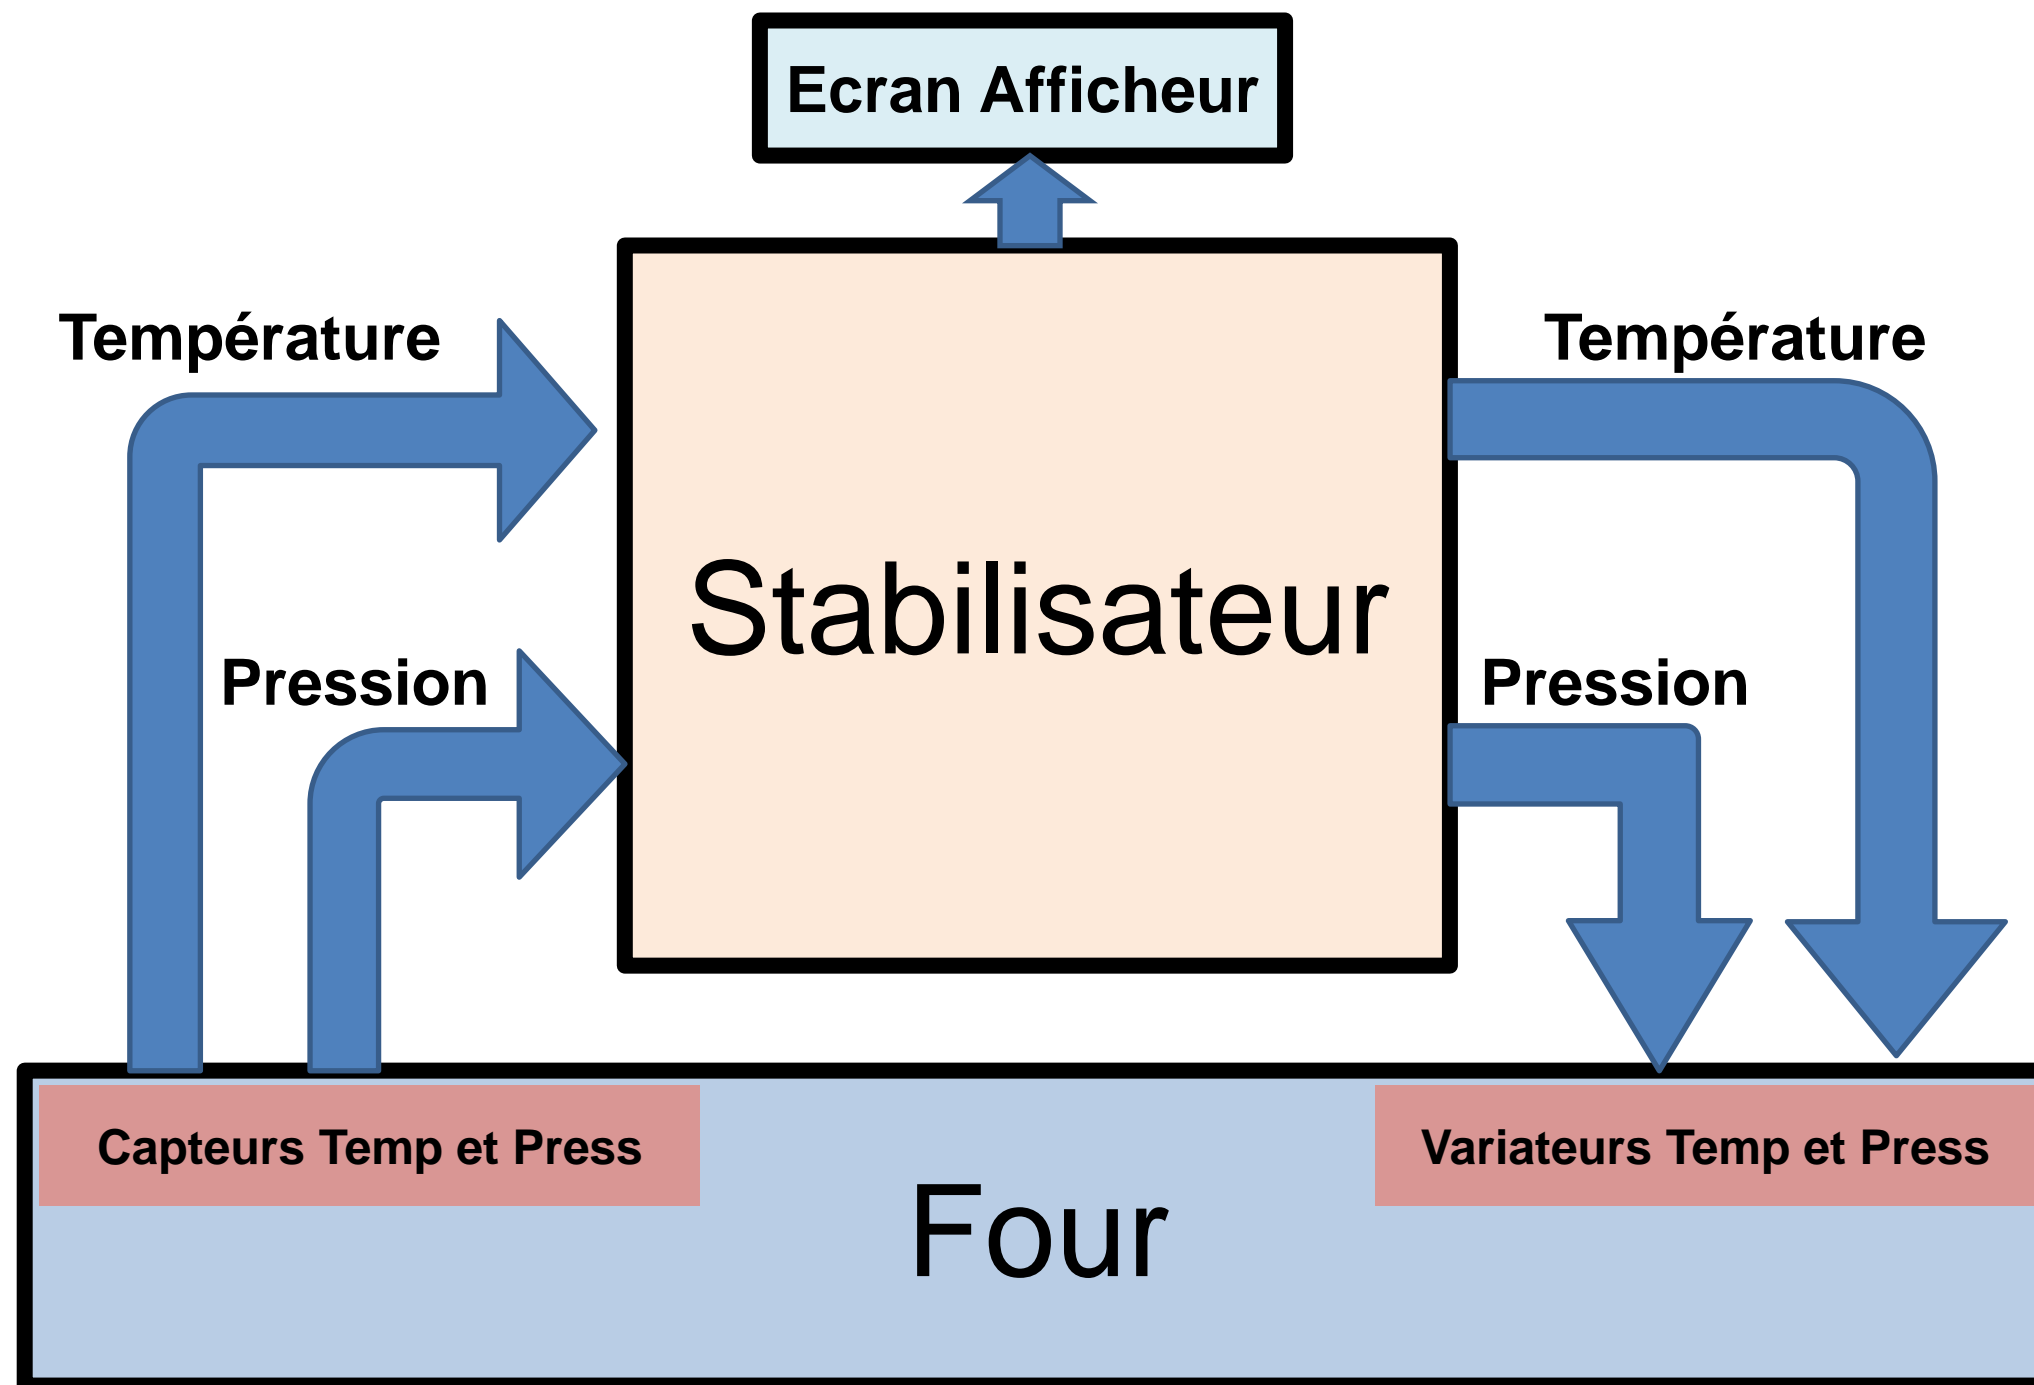 Ecran Afficheur
Température
Température
Stabilisateur
Pression
Pression
Capteurs Temp et Press
Variateurs Temp et Press
Four